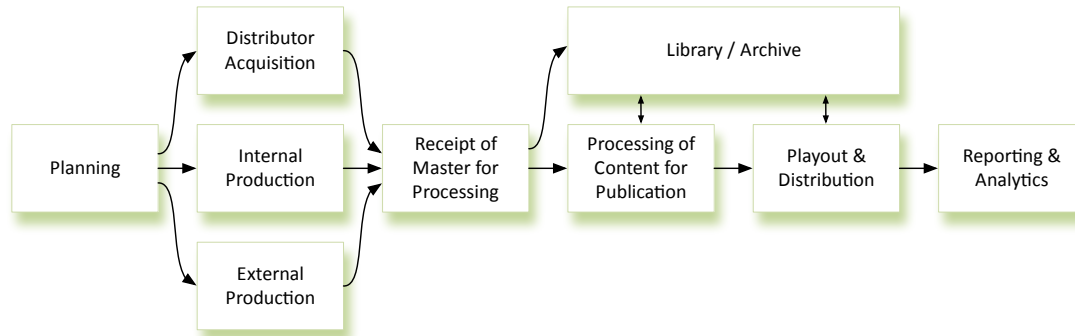 Distributor
Acquisition
Library / Archive
Planning
Internal
Production
Receipt of
Master for
Processing
Processing of
Content for
Publication
Playout &
Distribution
Reporting &
Analytics
External
Production